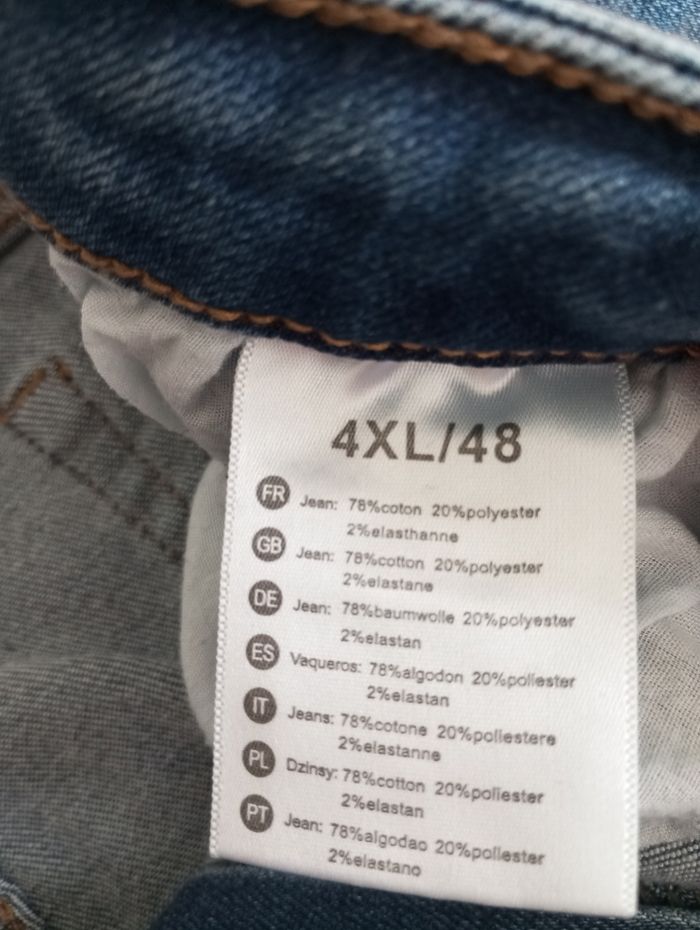 4XL/48
FR Jean: 78%coton 20%polyester
2%elasthanne
GB Jean: 78%cotton 20%polyester
2%elastane
DE Jean: 78%baumwolle 20%polyester
2%elastan
ES Vaqueros: 78%algodon 20%poliester
2%elastan
IT Jeans: 78%cotone 20%poliestere
2%elastanne
PL Dzinsy: 78%cotton 20%poliester
2%elastan
PT Jean: 78%algodao 20%poliéster
2%elastano